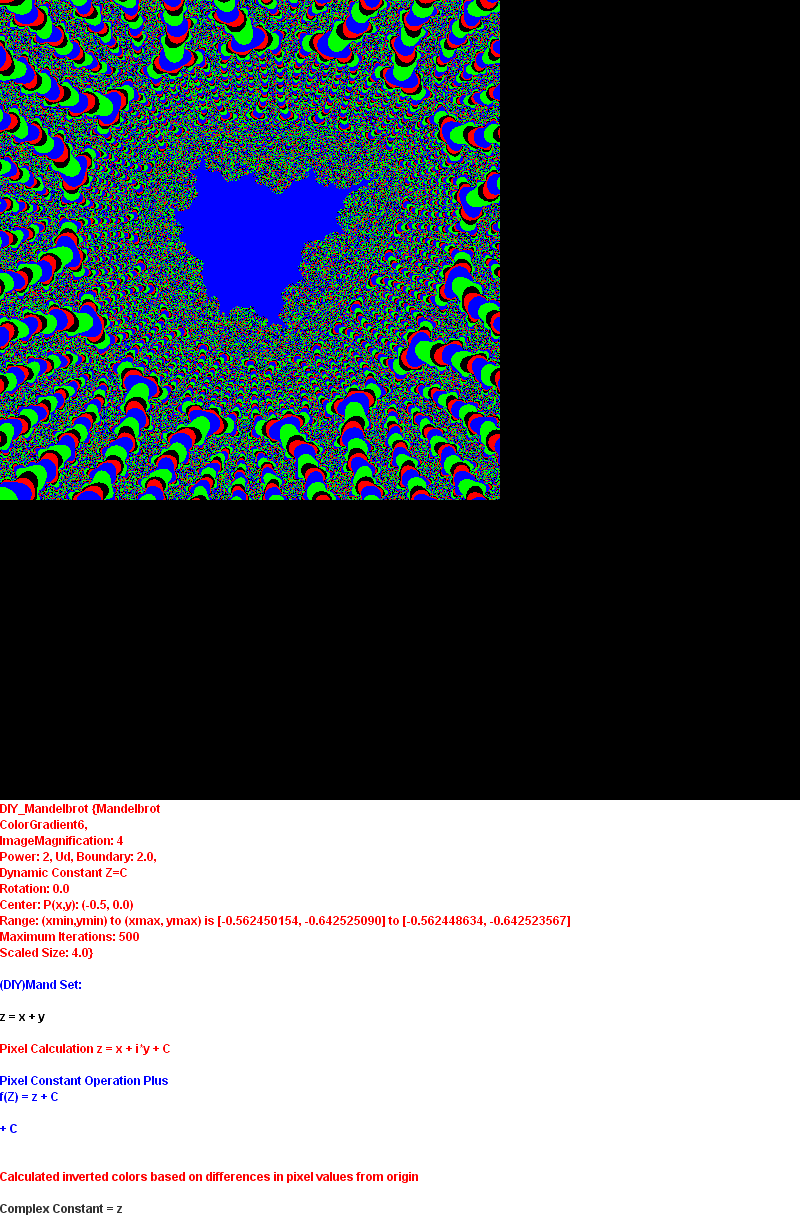 DIY_Mandelbrot {Mandelbrot
ColorGradient6,
ImageMagnification: 4
Power: 2, Ud, Boundary: 2.0,
Dynamic Constant Z=C
Rotation: 0.0
Center: P(x,y): (-0.5, 0.0)
Range: (xmin,ymin) to (xmax, ymax) is [-0.562450154, -0.642525090] to [-0.562448634, -0.642523567]
Maximum Iterations: 500
Scaled Size: 4.0}
(DIY)Mand Set:
z = x + y
Pixel Calculation z = x + i*y + C
Pixel Constant Operation Plus
f(Z) = z + C
+ C
Calculated inverted colors based on differences in pixel values from origin
Complex Constant = z